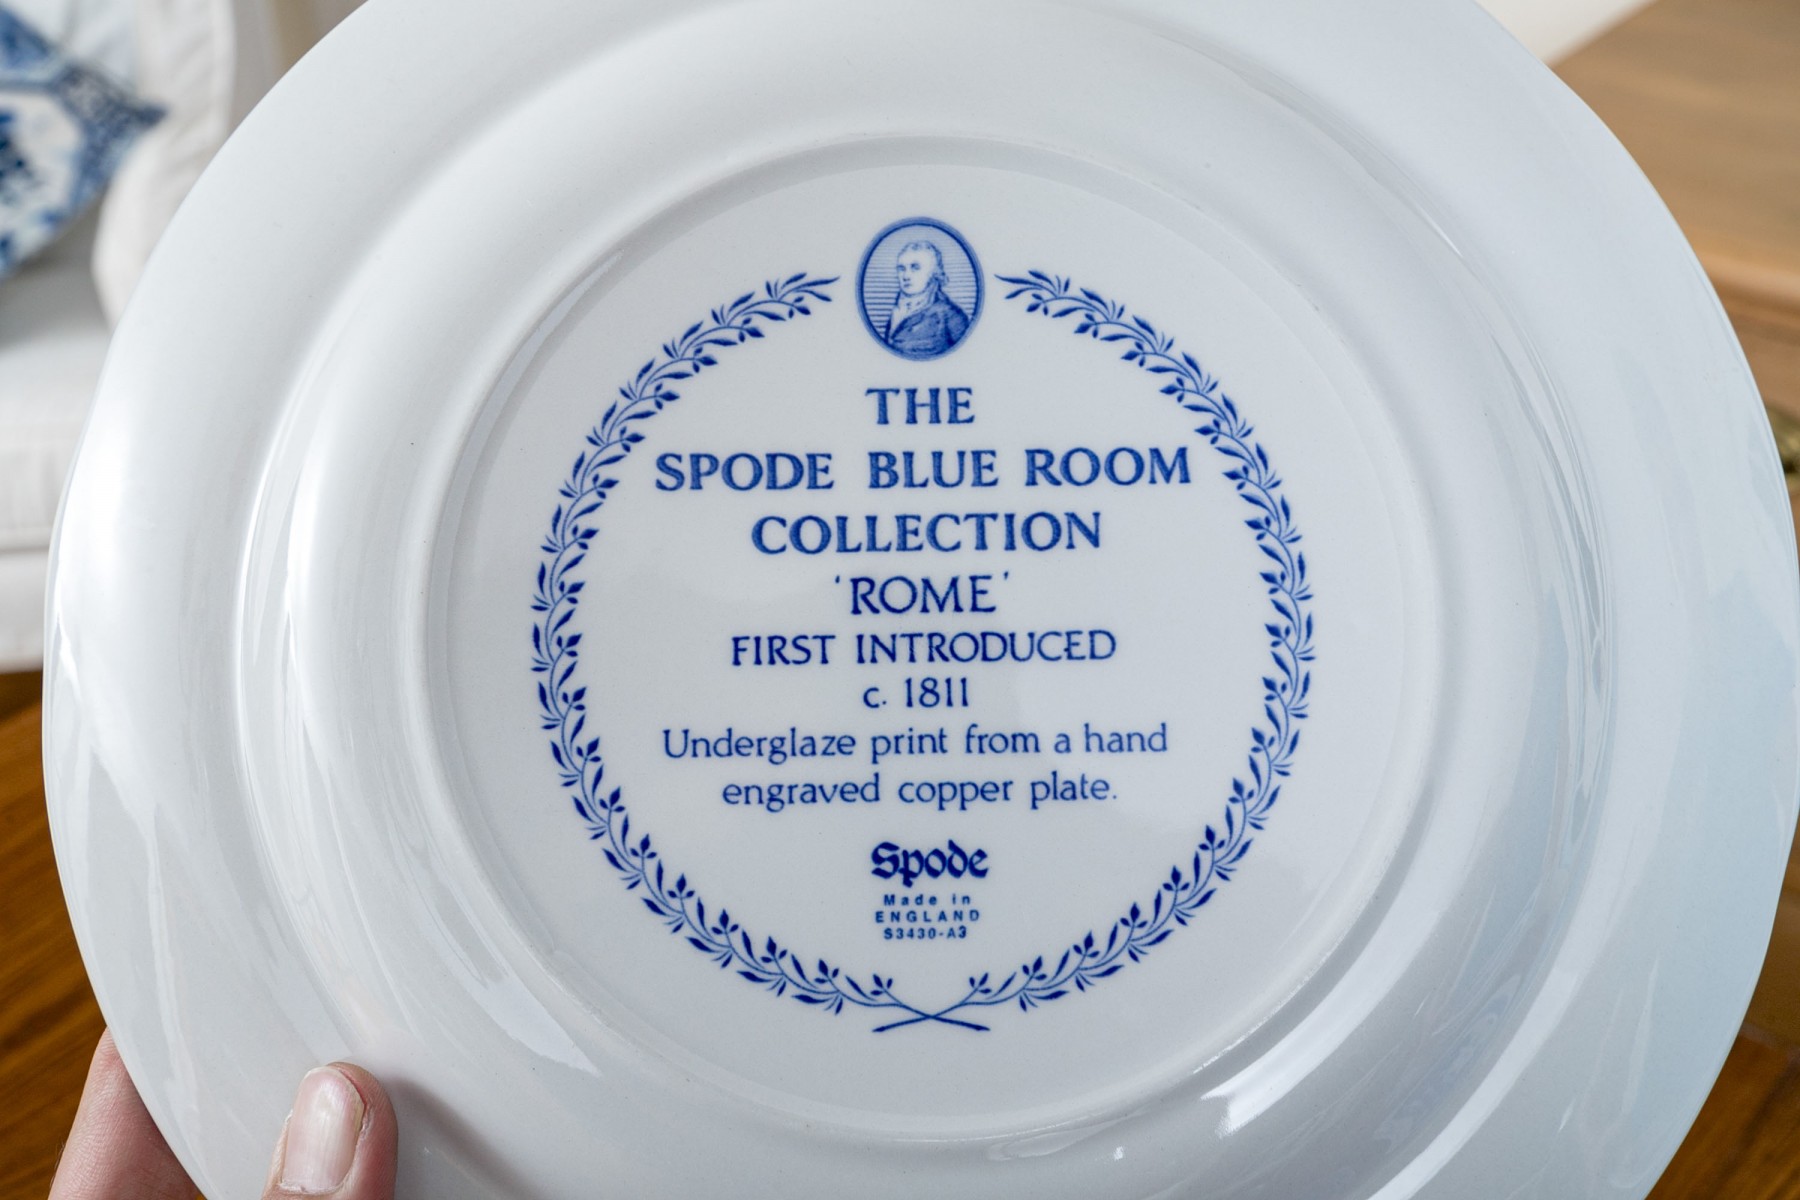 THE
SPODE BLUE ROOM
COLLECTION
'ROME'
FIRST INTRODUCED
c. 1811
Underglaze print from a hand
engraved copper plate.
Spode
Made in
ENGLAND
S3430-A3